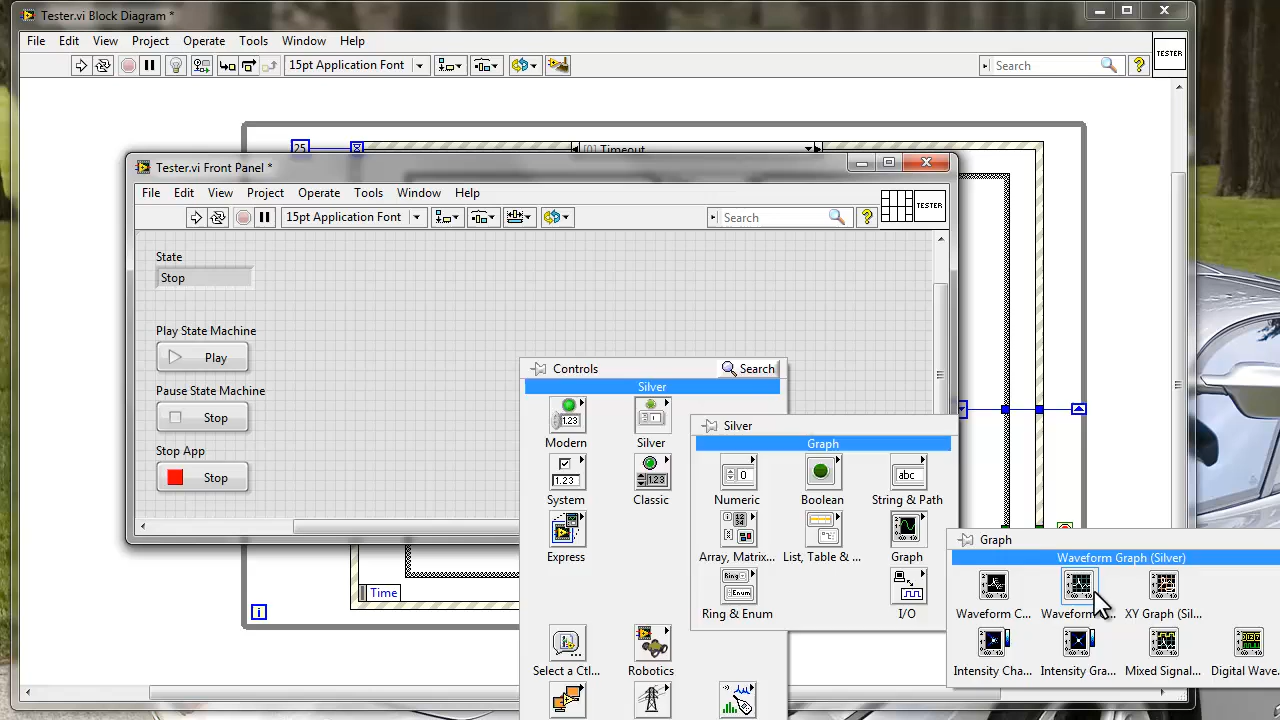 Tester.vi Block Diagram *
File Edit View Project Operate Tools Window Help
15pt Application Font
Search
?
TESTER
25
[0] Timeout
Tester.vi Front Panel *
File Edit View Project Operate Tools Window Help
15pt Application Font
Search
?
TESTER
State
Stop
Play State Machine
Play
Pause State Machine
Stop
Stop App
Stop
Time
i
Controls
Search
Silver
Modern
Silver
System
Classic
Express
Select a Ctl...
Robotics
Silver
Graph
Numeric
Boolean
String & Path
Array, Matrix...
List, Table & ...
Graph
Ring & Enum
I/O
Graph
Waveform Graph (Silver)
Waveform C...
XY Graph (Sil...
Intensity Cha...
Intensity Gra...
Mixed Signal...
Digital Wave